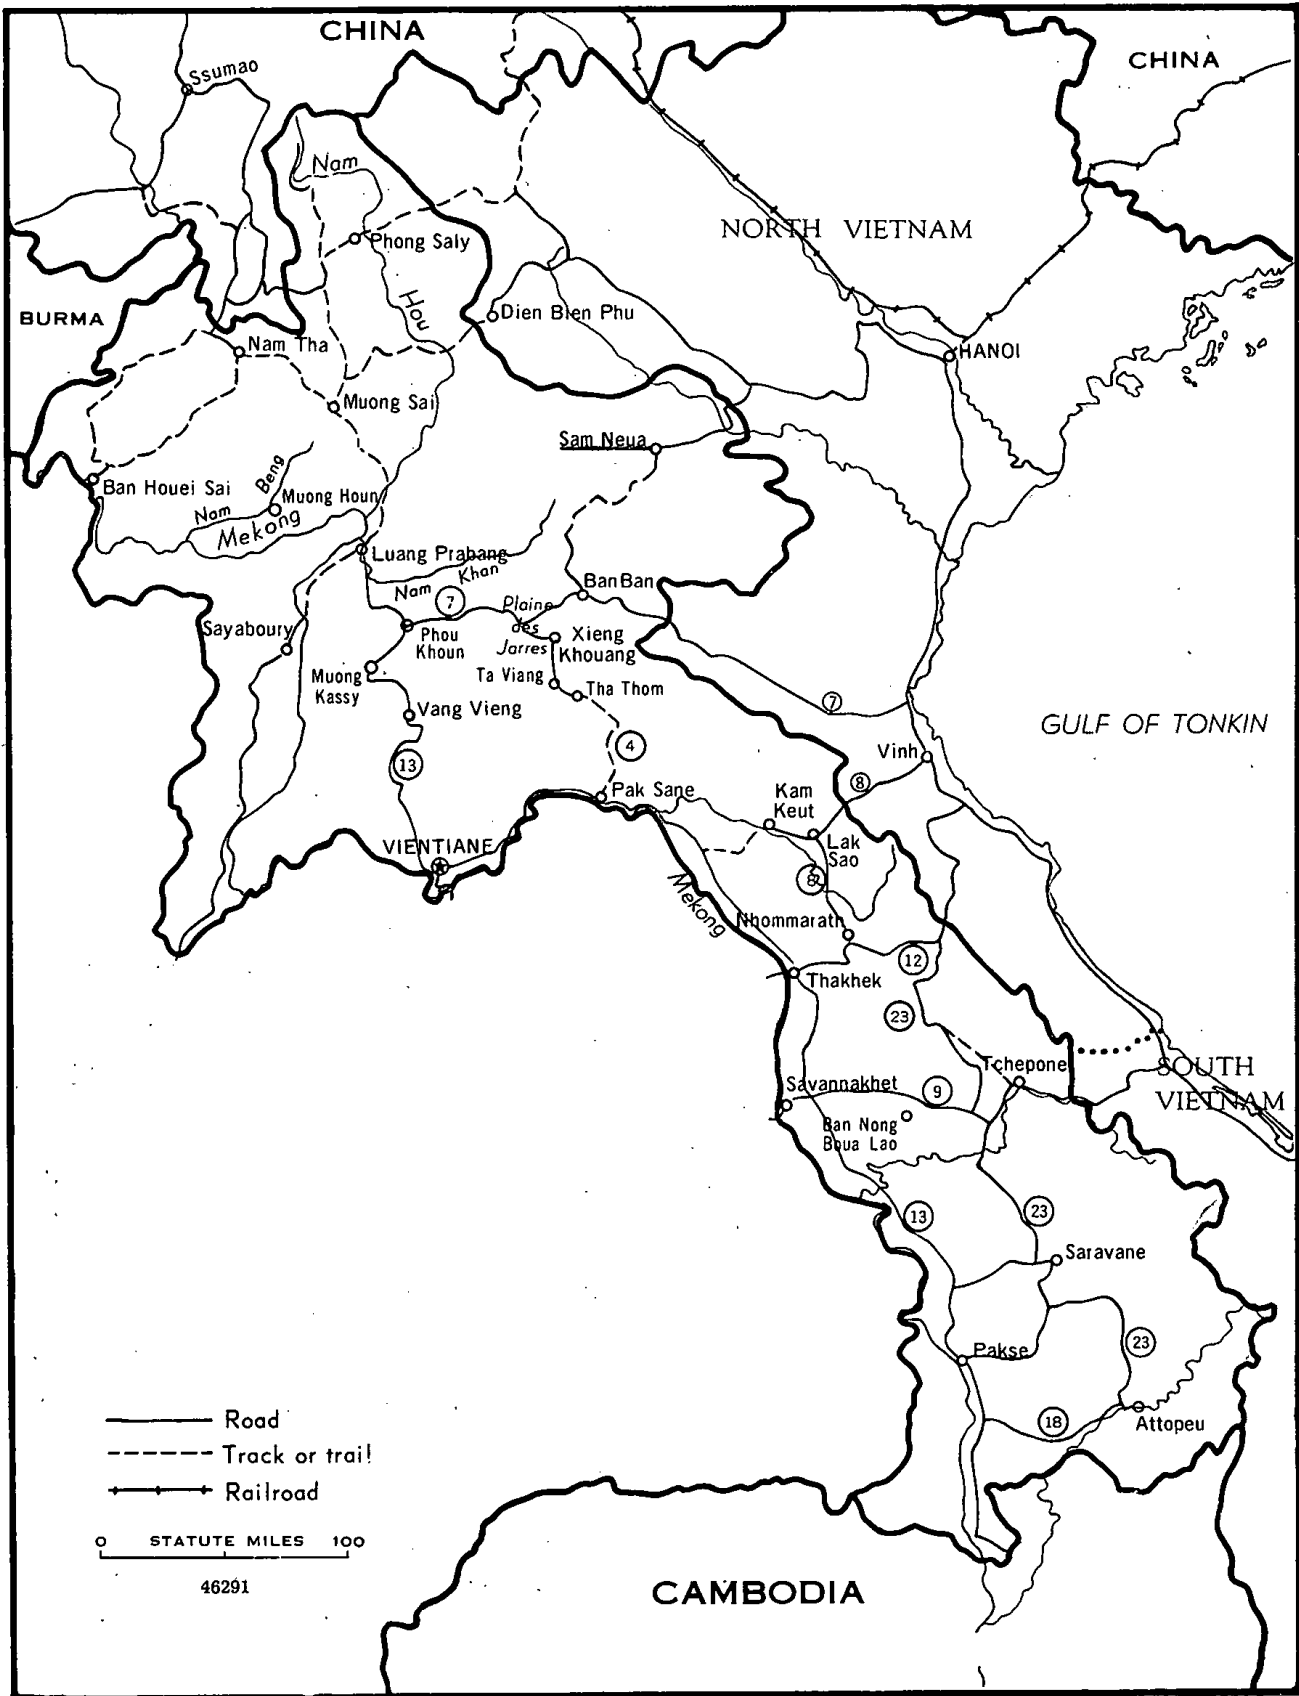 CHINA
CHINA
Ssumao
Nam
NORTH VIETNAM
Phong Saly
Hou
BURMA
Dien Bien Phu
Nam Tha
HANOI
Muong Sai
Sam Neua
Beng
Ban Houei Sai
Muong Houn
Nam
Mekong
Luang Prabang
Khan
Nam
Ban Ban
7
Plaine
des
Jarres
Sayaboury
Phou
Khoun
Xieng
Khouang
Muong
Kassy
Ta Viang
Tha Thom
Vang Vieng
7
GULF OF TONKIN
4
Vinh
13
8
Pak Sane
Kam
Keut
VIENTIANE
Lak
Sao
8
Mekong
Nhommarath
12
Thakhek
23
Tchepone
SOUTH
VIETNAM
Savannakhet
9
Ban Nong
Boua Lao
13
23
Saravane
23
Pakse
18
Attopeu
Road
Track or trail
Railroad
0 STATUTE MILES 100
46291
CAMBODIA